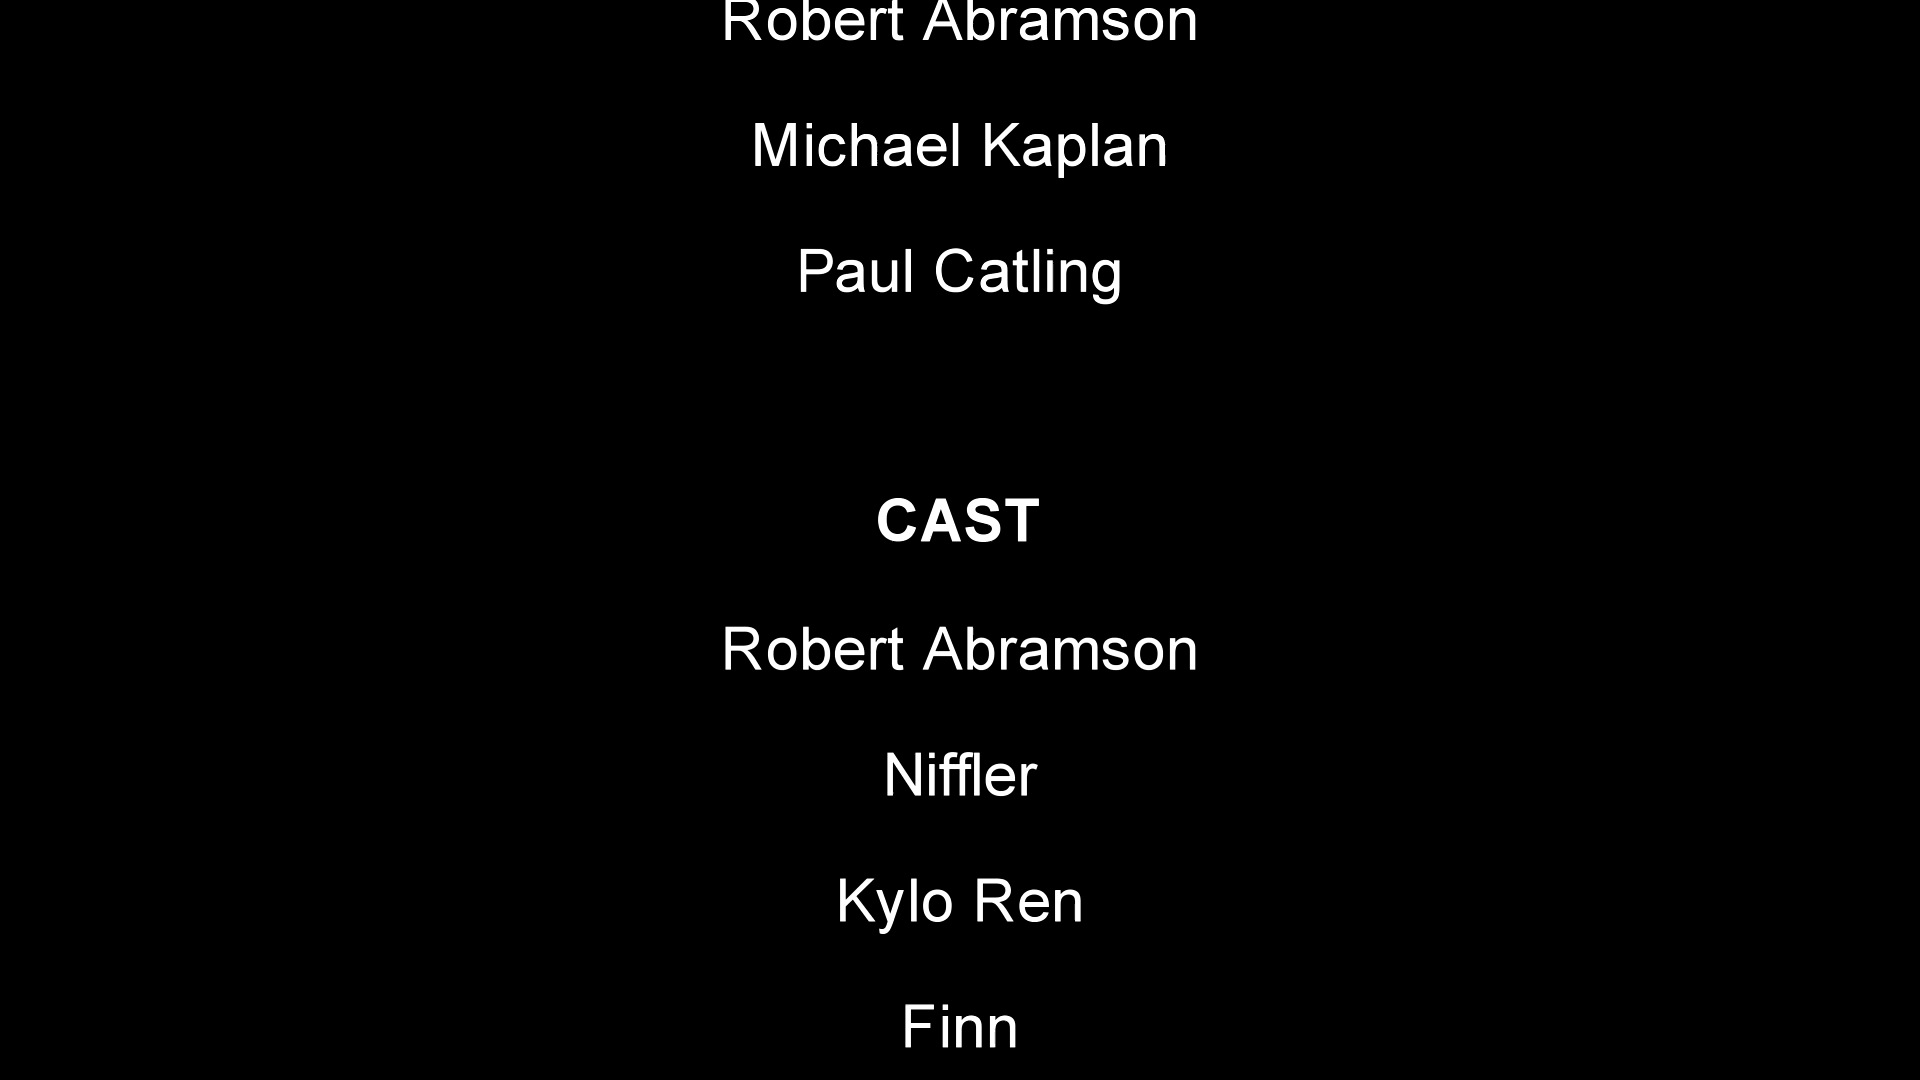 Robert Abramson
Michael Kaplan
Paul Catling
CAST
Robert Abramson
Niffler
Kylo Ren
Finn